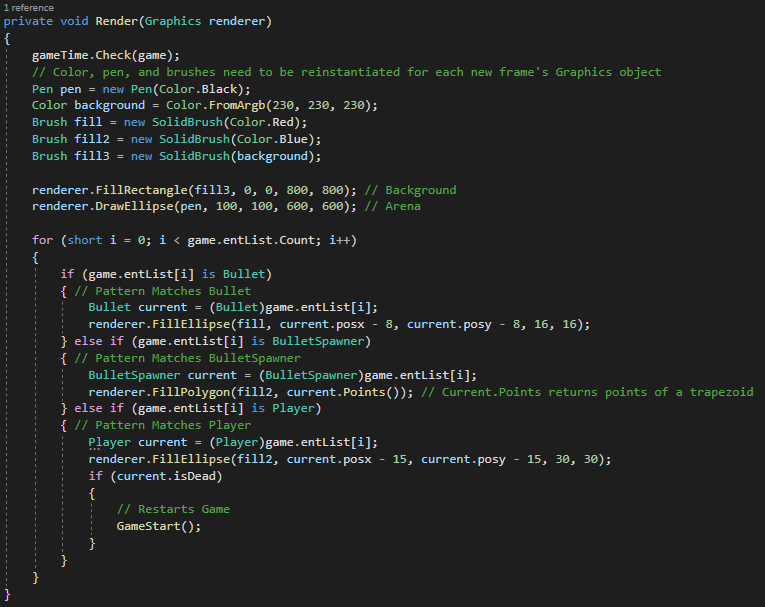 1 reference
private void Render(Graphics renderer)
{
    gameTime.Check(game);
    // Color, pen, and brushes need to be reinstantiated for each new frame's Graphics object
    Pen pen = new Pen(Color.Black);
    Color background = Color.FromArgb(230, 230, 230);
    Brush fill = new SolidBrush(Color.Red);
    Brush fill2 = new SolidBrush(Color.Blue);
    Brush fill3 = new SolidBrush(background);

    renderer.FillRectangle(fill3, 0, 0, 800, 800); // Background
    renderer.DrawEllipse(pen, 100, 100, 600, 600); // Arena

    for (short i = 0; i < game.entList.Count; i++)
    {
        if (game.entList[i] is Bullet)
        { // Pattern Matches Bullet
            Bullet current = (Bullet)game.entList[i];
            renderer.FillEllipse(fill, current.posx - 8, current.posy - 8, 16, 16);
        } else if (game.entList[i] is BulletSpawner)
        { // Pattern Matches BulletSpawner
            BulletSpawner current = (BulletSpawner)game.entList[i];
            renderer.FillPolygon(fill2, current.Points()); // Current.Points returns points of a trapezoid
        } else if (game.entList[i] is Player)
        { // Pattern Matches Player
            Player current = (Player)game.entList[i];
            renderer.FillEllipse(fill2, current.posx - 15, current.posy - 15, 30, 30);
            if (current.isDead)
            {
                // Restarts Game
                GameStart();
            }
        }
    }
}